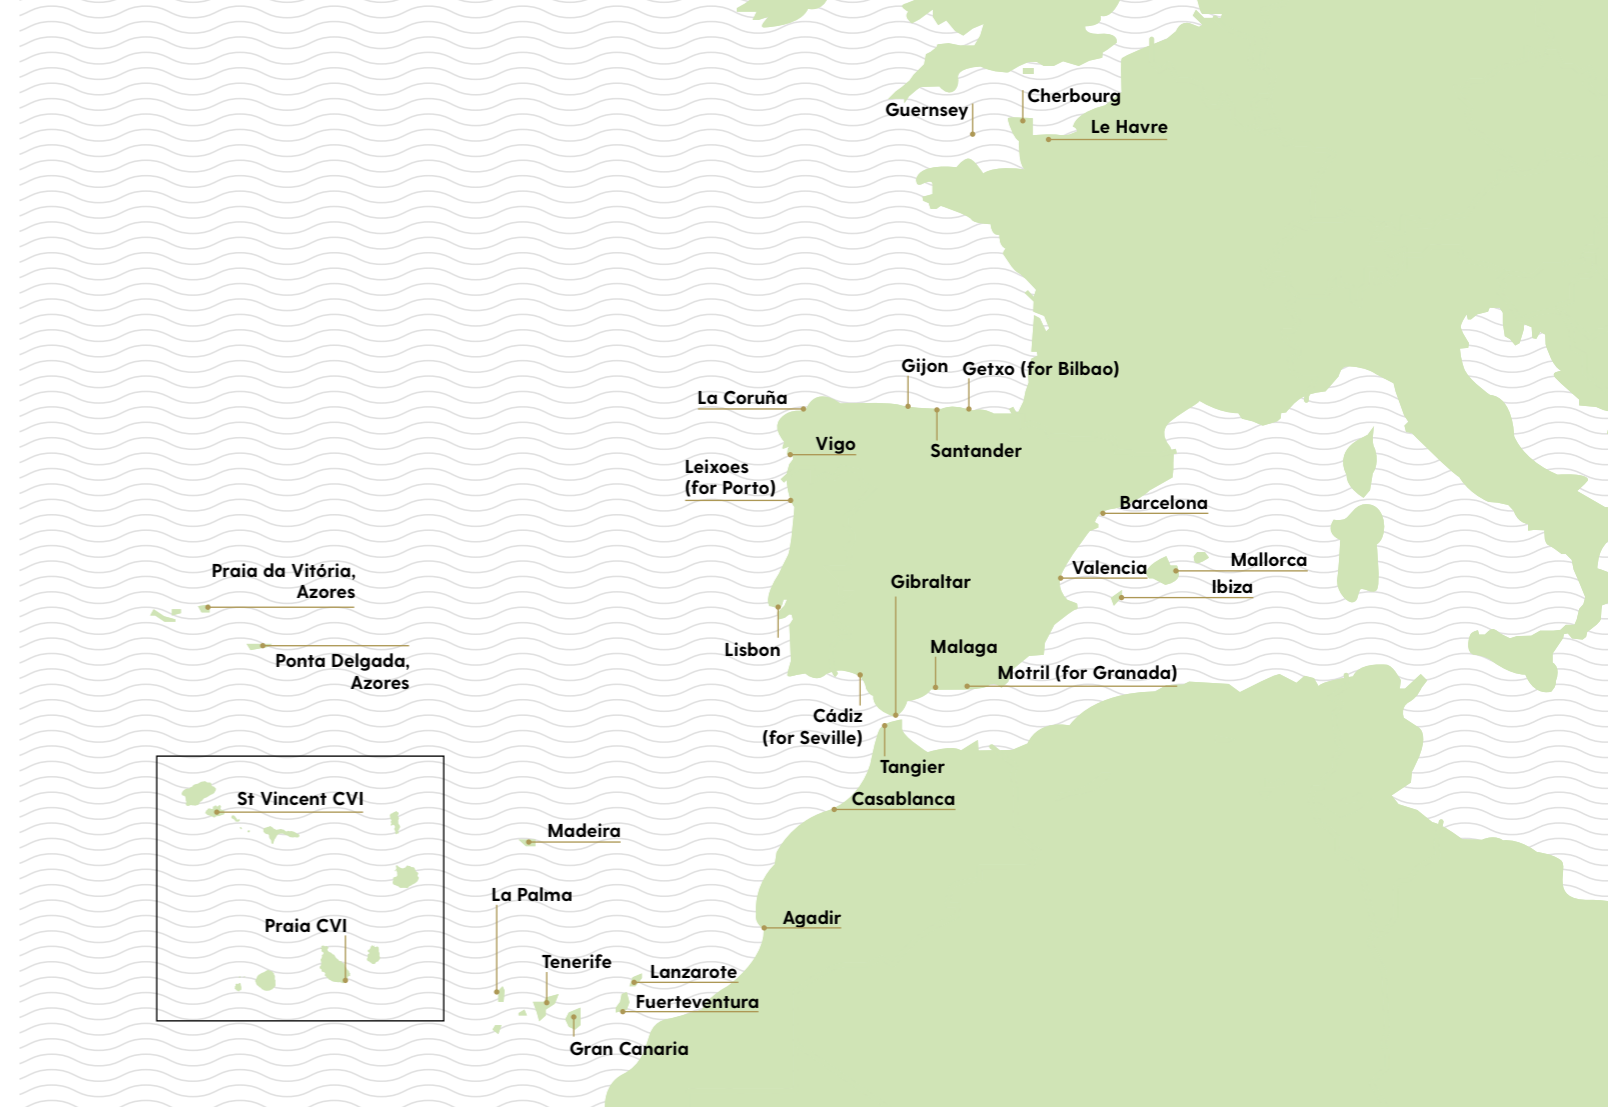 Cherbourg
Guernsey
Le Havre
Gijon
Getxo (for Bilbao)
La Coruña
Vigo
Santander
Leixoes
(for Porto)
Barcelona
Mallorca
Valencia
Ibiza
Praia da Vitória,
Azores
Gibraltar
Lisbon
Malaga
Ponta Delgada,
Azores
Motril (for Granada)
Cádiz
(for Seville)
Tangier
St Vincent CVI
Casablanca
Madeira
La Palma
Praia CVI
Agadir
Tenerife
Lanzarote
Fuerteventura
Gran Canaria